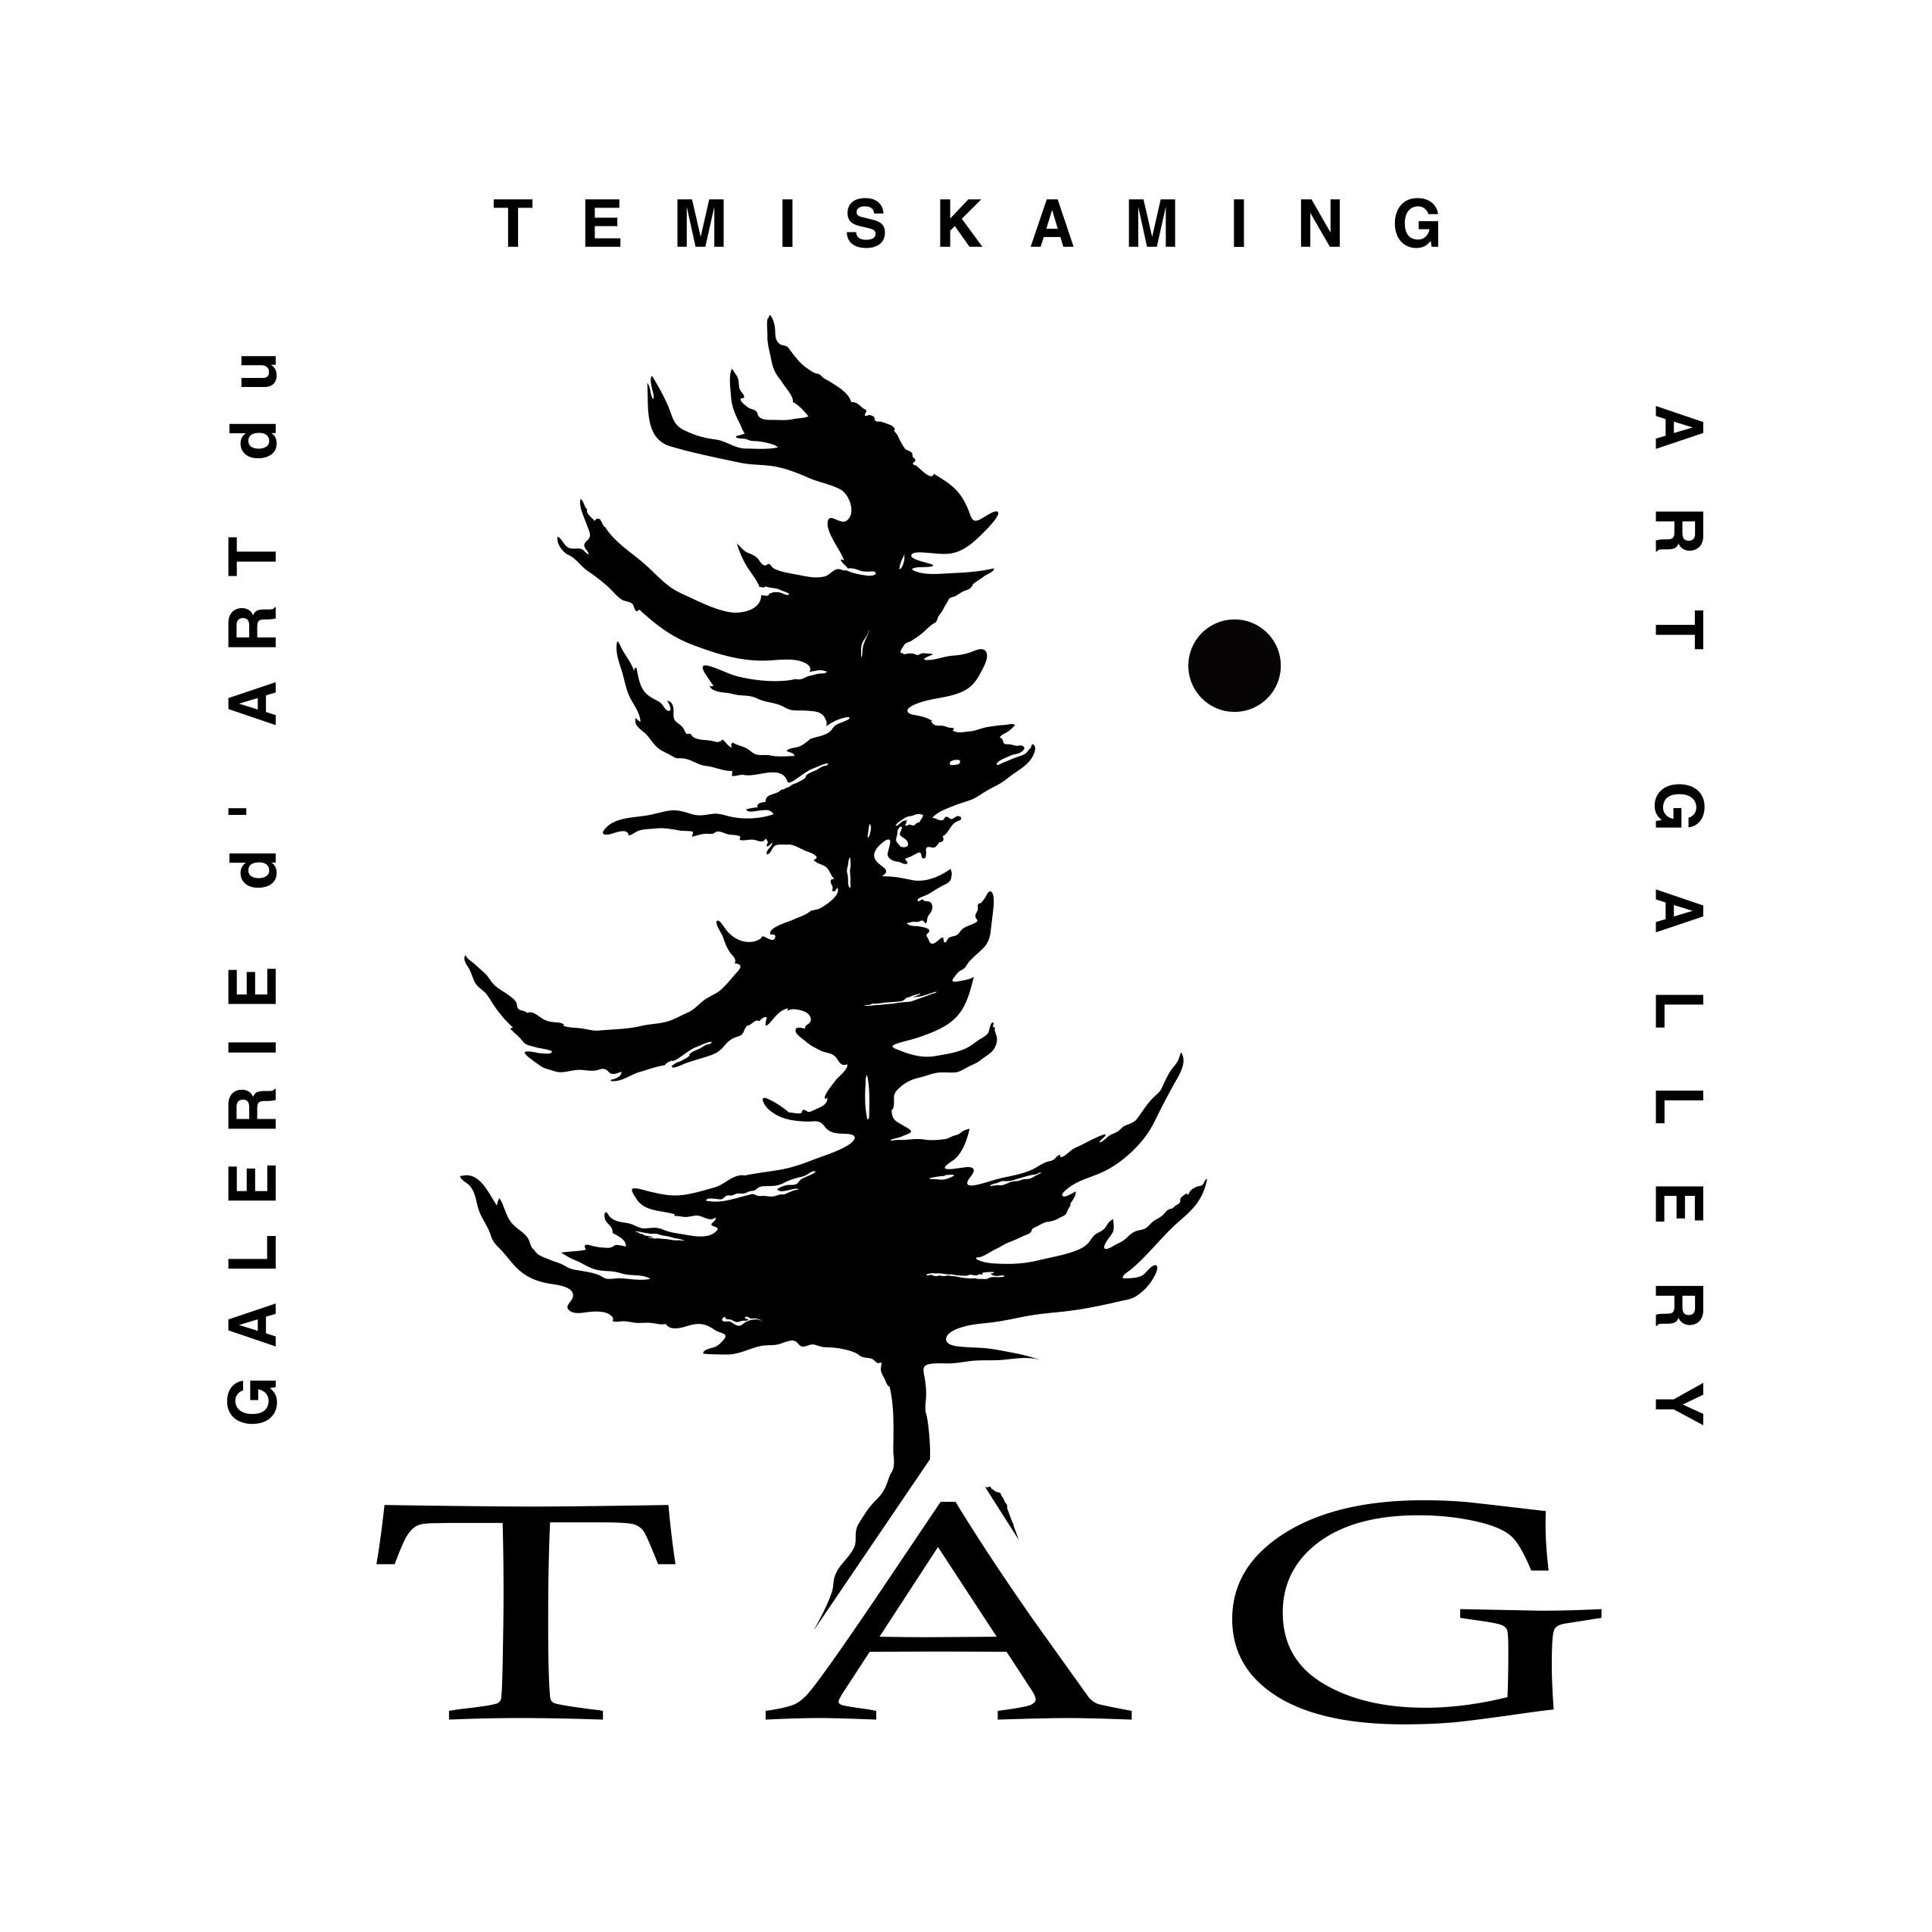 TEMISKAMING
GALERIE d'ART du
ART GALLERY
TAG